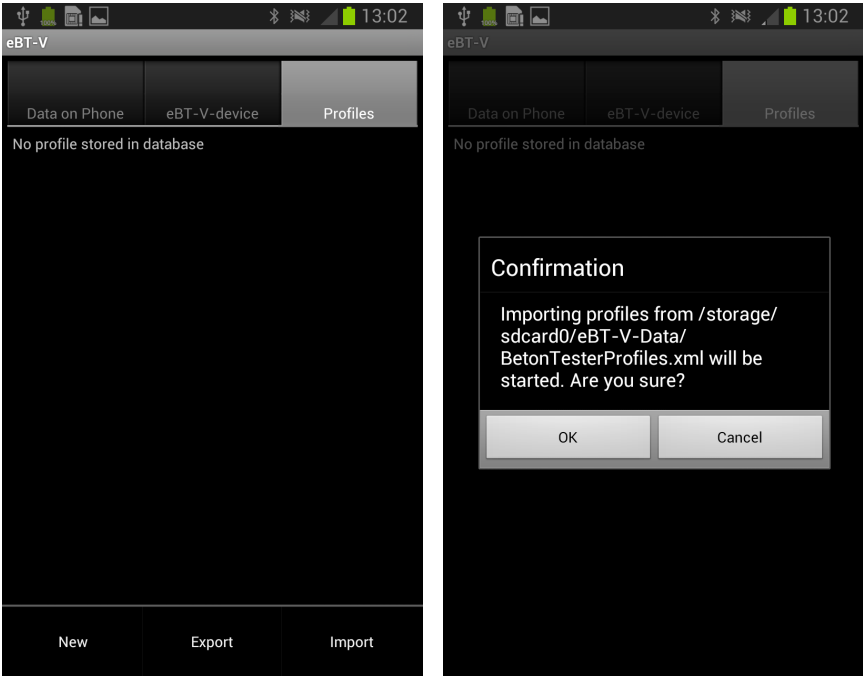 13:02
eBT-V
Data on Phone eBT-V-device Profiles
No profile stored in database
New Export Import
13:02
eBT-V
Data on Phone eBT-V-device Profiles
No profile stored in database
Confirmation
Importing profiles from /storage/
sdcard0/eBT-V-Data/
BetonTesterProfiles.xml will be
started. Are you sure?
OK Cancel